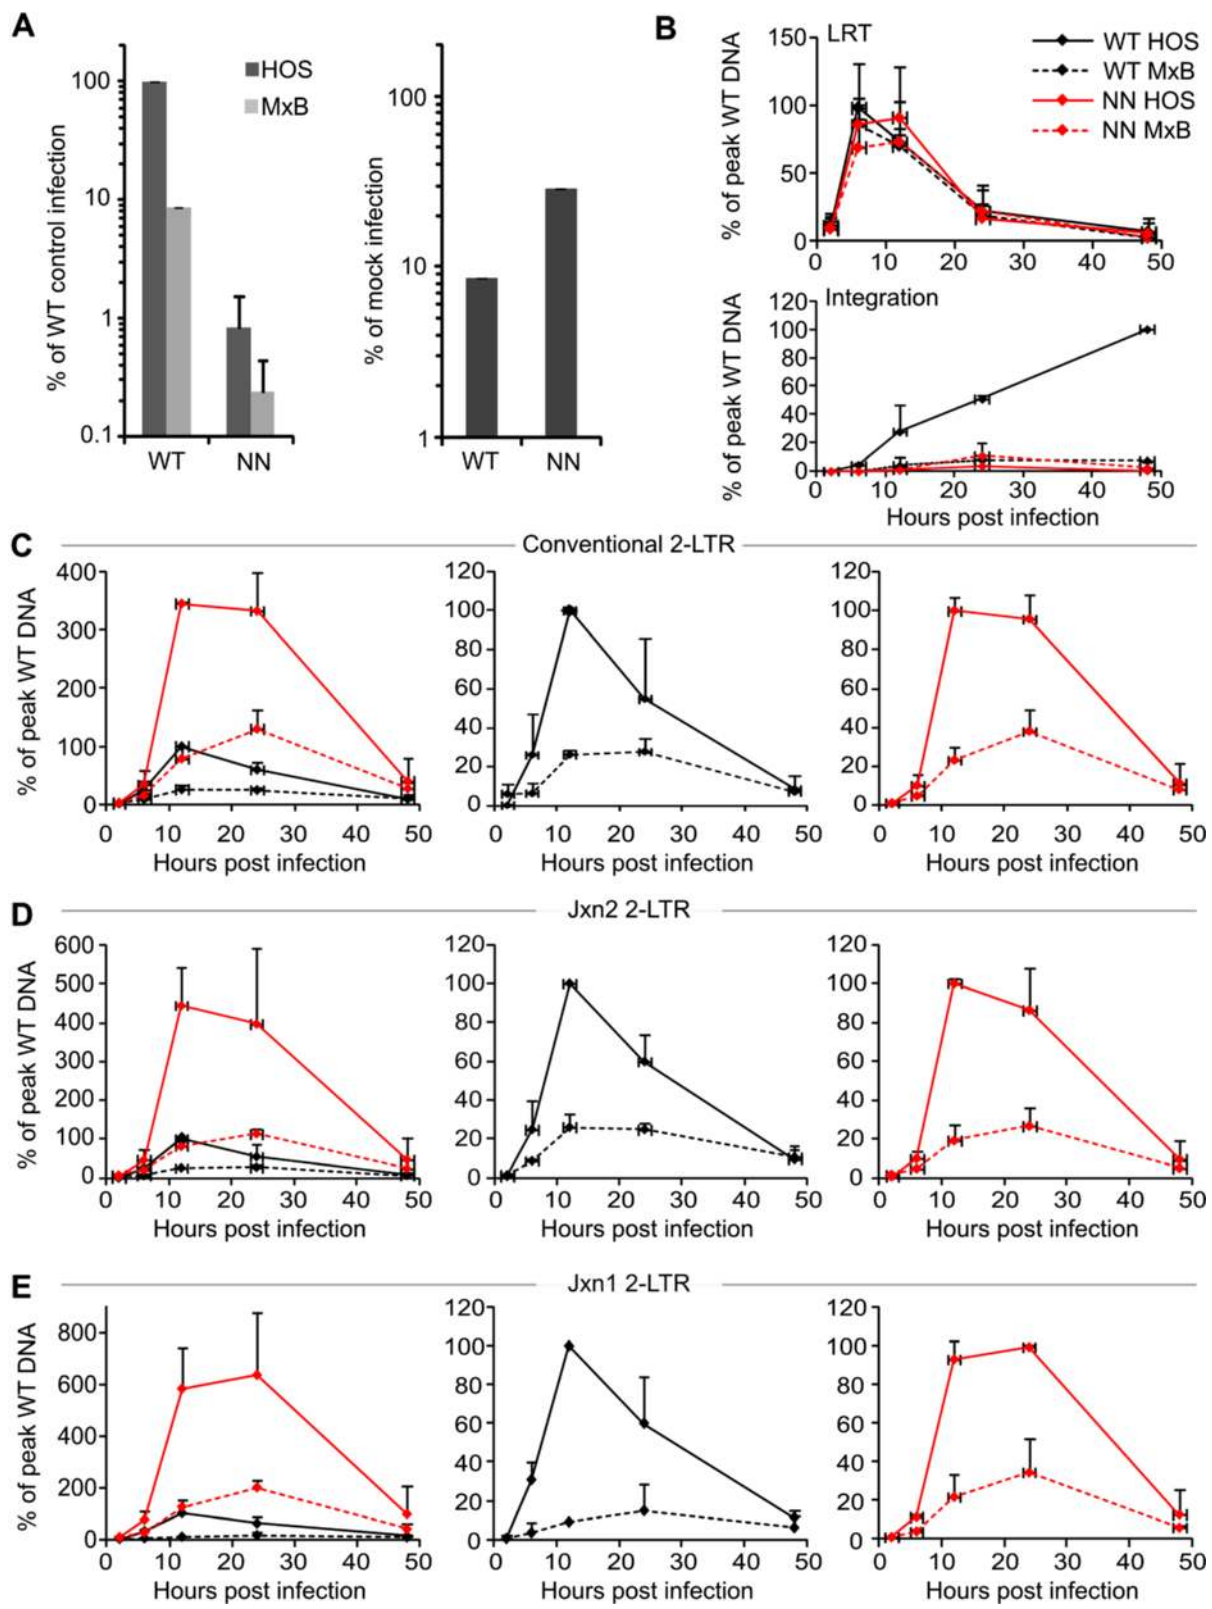 A
% of WT control infection
100
10
1
0.1
HOS
MxB
WT NN
% of mock infection
100
10
1
WT NN
B
LRT
% of peak WT DNA
150
100
50
0
0 10 20 30 40 50
WT HOS
WT MxB
NN HOS
NN MxB
Integration
% of peak WT DNA
120
100
80
60
40
20
0
0 10 20 30 40 50
Hours post infection
C
Conventional 2-LTR
% of peak WT DNA
400
300
200
100
0
0 10 20 30 40 50
Hours post infection
120
100
80
60
40
20
0
0 10 20 30 40 50
Hours post infection
120
100
80
60
40
20
0
0 10 20 30 40 50
Hours post infection
D
Jxn2 2-LTR
% of peak WT DNA
600
500
400
300
200
100
0
0 10 20 30 40 50
Hours post infection
120
100
80
60
40
20
0
0 10 20 30 40 50
Hours post infection
120
100
80
60
40
20
0
0 10 20 30 40 50
Hours post infection
E
Jxn1 2-LTR
% of peak WT DNA
800
600
400
200
0
0 10 20 30 40 50
Hours post infection
120
100
80
60
40
20
0
0 10 20 30 40 50
Hours post infection
120
100
80
60
40
20
0
0 10 20 30 40 50
Hours post infection